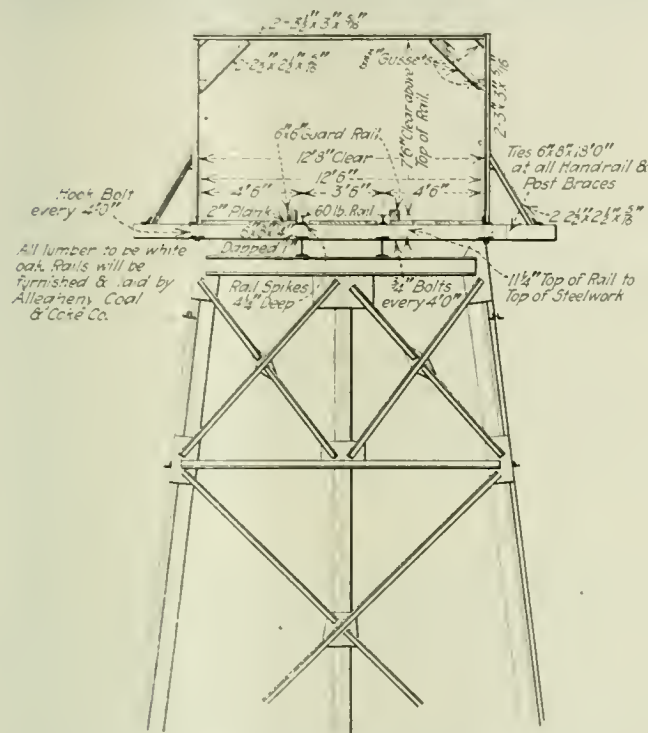 2-3½"x3"x5/16"
2-2½"x2½"x5/16"
Gussets
2-3"x3"x5/16"
7'6" Clear above
Top of Rail
6"x6" Guard Rail
12'8" Clear
12'6"
4'6" 3'6" 4'6"
Ties 6"x8"x18'0"
at all Handrail &
Post Braces
Hook Bolt
every 4'0"
2" Plank
60 lb. Rail
2 2½"x2½"x5/16"
Dapped 1"
All lumber to be white
oak. Rails will be
furnished & laid by
Allegheny Coal
& Coke Co.
Rail Spikes
4¼" Deep
¾" Bolts
every 4'0"
11¼" Top of Rail to
Top of Steelwork